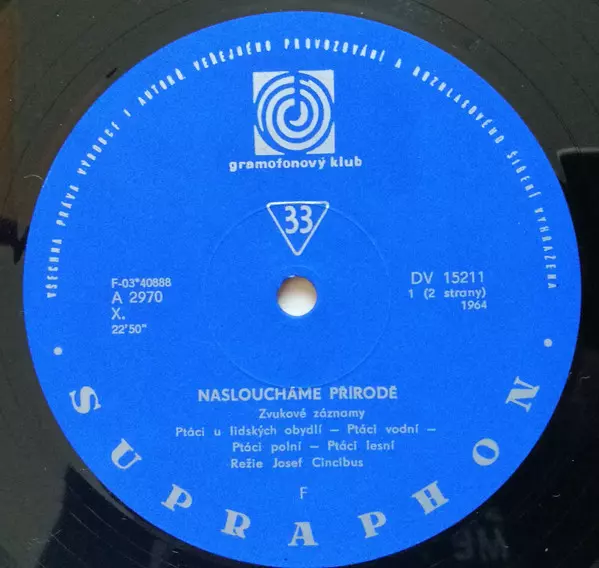 VŠECHNA PRÁVA VÝROBCE I AUTORŮ VEŘEJNÉHO PROVOZOVÁNÍ A ROZHLASOVÉHO ŠÍŘENÍ VYHRAŽENA
gramofonový klub
33
F-03*40888
A 2970
X.
22'50"
DV 15211
1 (2 strany)
1964
NASLOUCHÁME PŘÍRODĚ
Zvukové záznamy
Ptáci u lidských obydlí — Ptáci vodní —
Ptáci polní — Ptáci lesní
Režie Josef Cincibus
F
• SUPRAPHON •